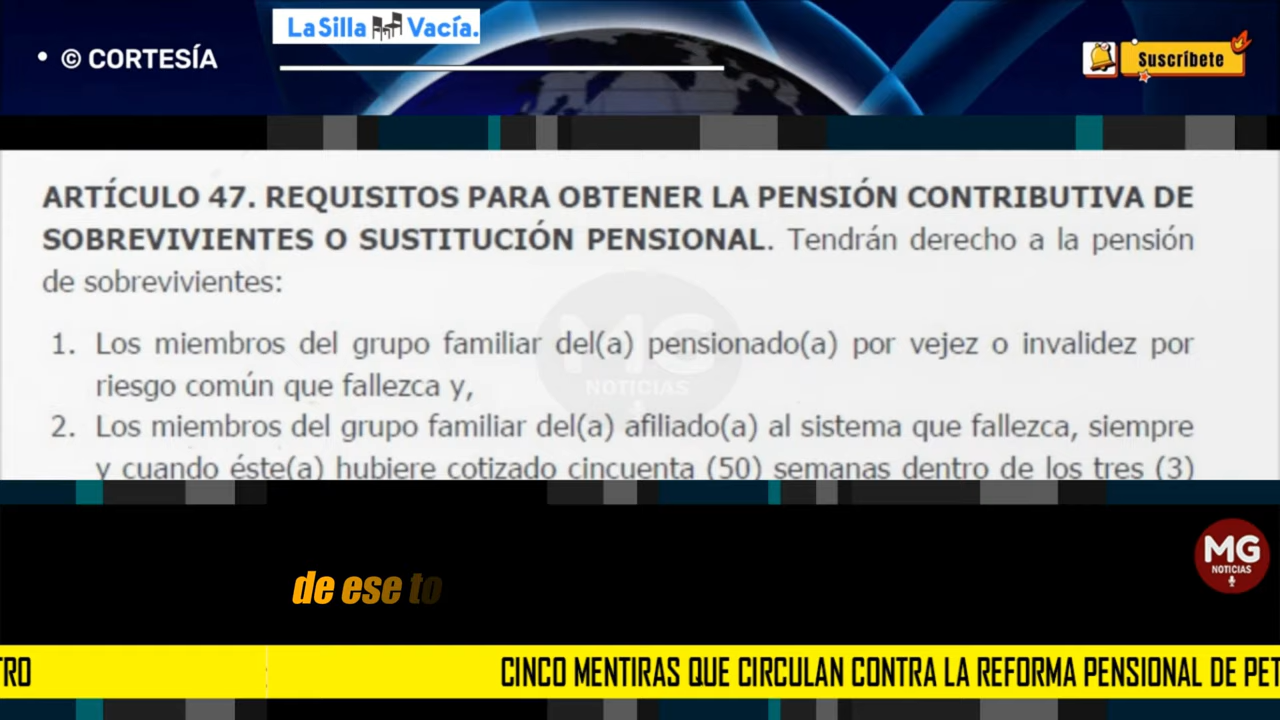 La Silla Vacía.
• © CORTESÍA
Suscríbete
ARTÍCULO 47. REQUISITOS PARA OBTENER LA PENSIÓN CONTRIBUTIVA DE
SOBREVIVIENTES O SUSTITUCIÓN PENSIONAL. Tendrán derecho a la pensión
de sobrevivientes:
1. Los miembros del grupo familiar del(a) pensionado(a) por vejez o invalidez por
riesgo común que fallezca y,
2. Los miembros del grupo familiar del(a) afiliado(a) al sistema que fallezca, siempre
y cuando éste(a) hubiere cotizado cincuenta (50) semanas dentro de los tres (3)
MG
NOTICIAS
de ese to
MG
NOTICIAS
TRO
CINCO MENTIRAS QUE CIRCULAN CONTRA LA REFORMA PENSIONAL DE PET